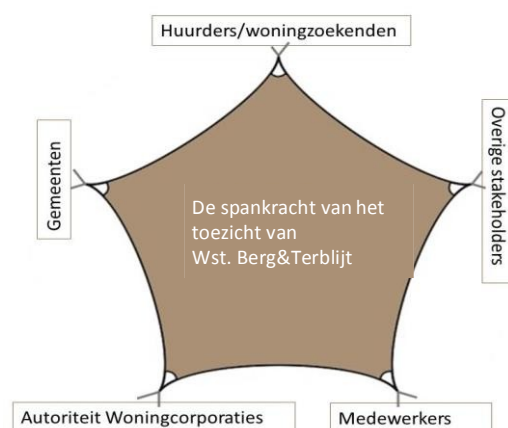 Huurders/woningzoekenden
Gemeenten
Overige stakeholders
De spankracht van het
toezicht van
Wst. Berg&Terblijt
Autoriteit Woningcorporaties
Medewerkers